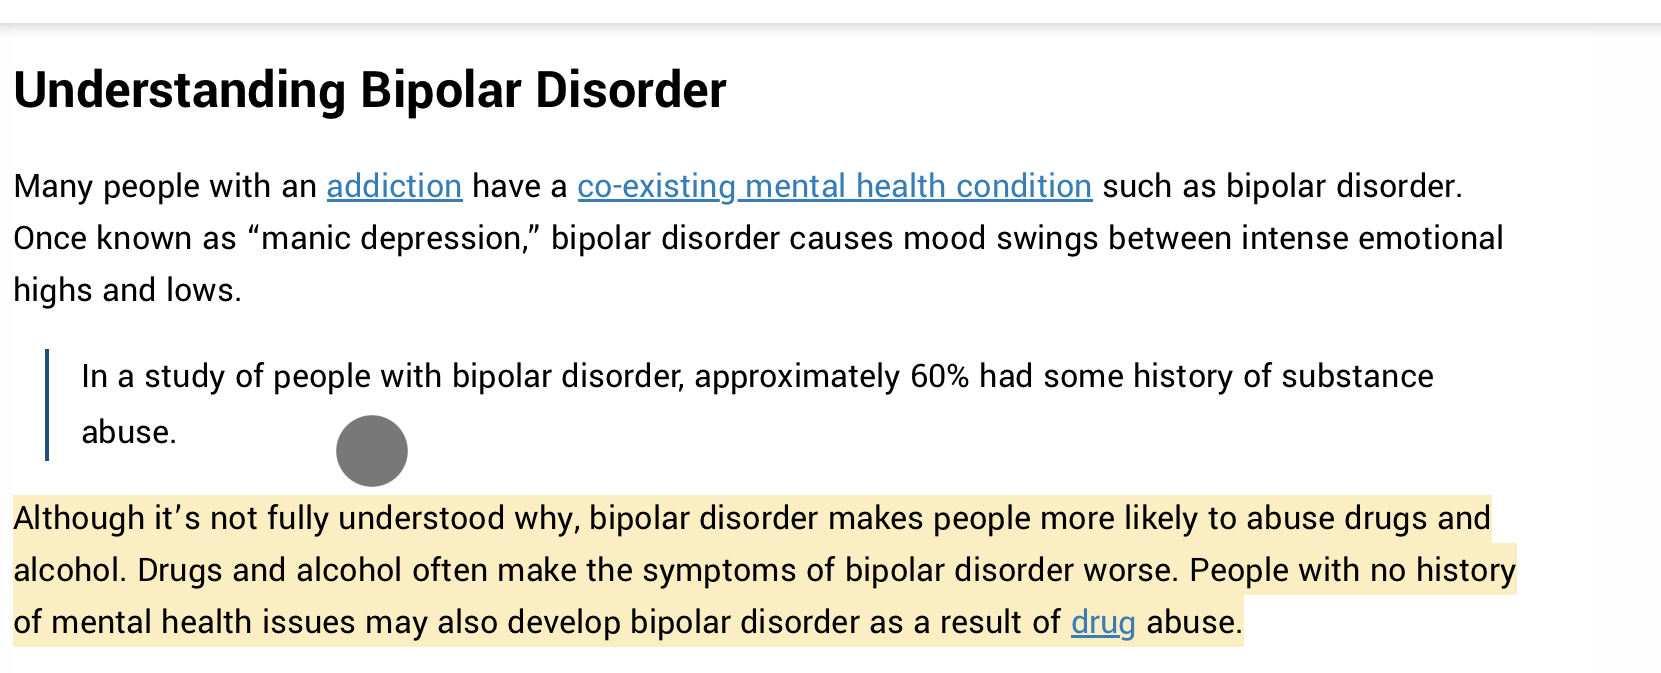 Understanding Bipolar Disorder
Many people with an addiction have a co-existing mental health condition such as bipolar disorder.
Once known as “manic depression,” bipolar disorder causes mood swings between intense emotional
highs and lows.
In a study of people with bipolar disorder, approximately 60% had some history of substance
abuse.
Although it’s not fully understood why, bipolar disorder makes people more likely to abuse drugs and
alcohol. Drugs and alcohol often make the symptoms of bipolar disorder worse. People with no history
of mental health issues may also develop bipolar disorder as a result of drug abuse.